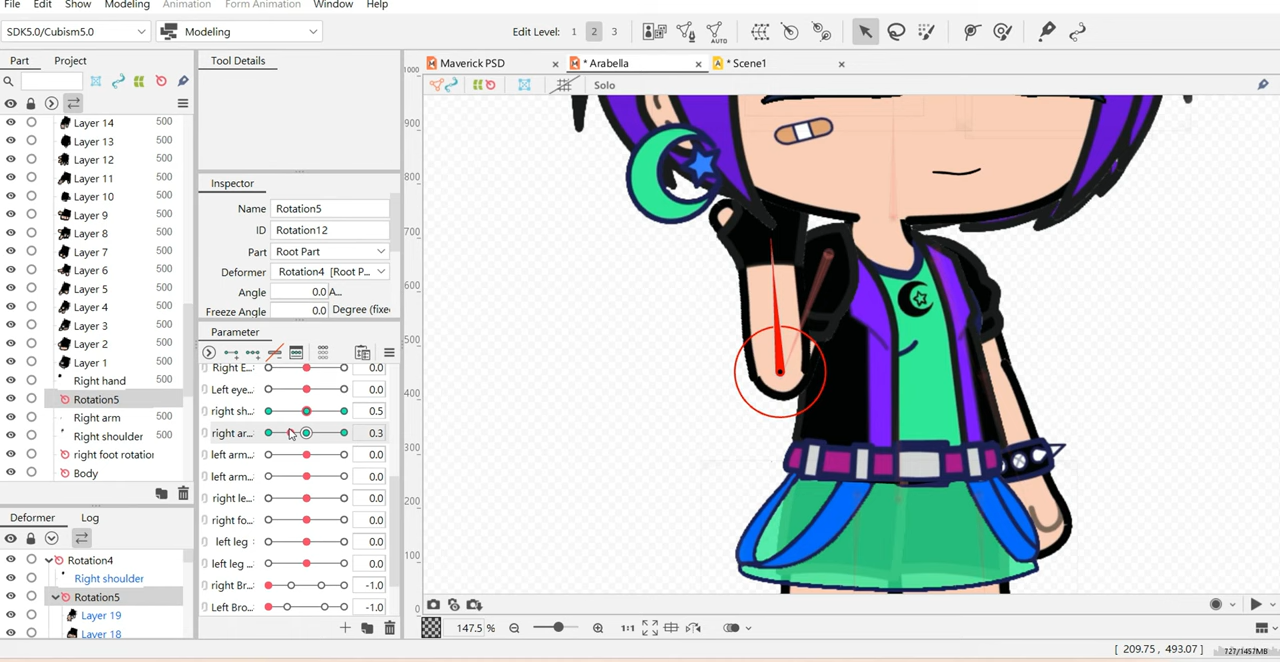 File Edit Show Modeling Animation Form Animation Window Help
SDK5.0/Cubism5.0 Modeling Edit Level: 1 2 3 AUTO
Part Project Tool Details Maverick PSD * Arabella * Scene1
Solo
Layer 14 500
Layer 13 500
Layer 12 500
Layer 11 500
Layer 10 500
Layer 9 500
Layer 8 500
Layer 7 500
Layer 6 500
Layer 5 500
Layer 4 500
Layer 3 500
Layer 2 500
Layer 1 500
Right hand 500
Rotation5
Right arm 500
Right shoulder 500
right foot rotatio
Body
Deformer Log
Rotation4
Right shoulder
Rotation5
Layer 19
Layer 18
Inspector
Name Rotation5
ID Rotation12
Part Root Part
Deformer Rotation4 [Root P...
Angle 0.0 A...
Freeze Angle 0.0 Degree (fixe
Parameter
Right E... 0.0
Left eye... 0.0
right sh... 0.5
right ar... 0.3
left arm... 0.0
left arm... 0.0
right le... 0.0
right fo... 0.0
left leg 0.0
left leg ... 0.0
right Br... -1.0
Left Bro... -1.0
1000
900
800
700
600
500
400
300
200
100
0
147.5 % 1:1
[ 209.75, 493.07 ] 727/1457MB